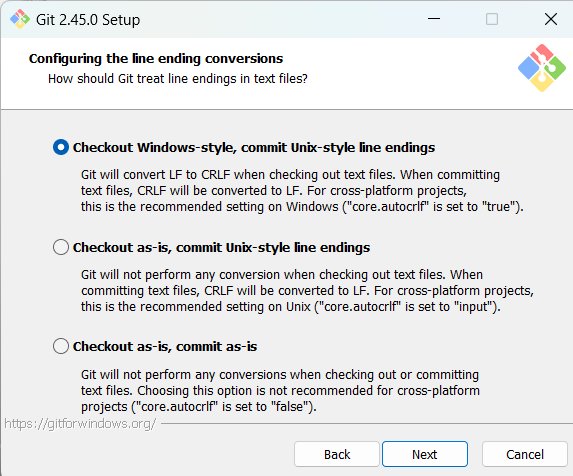 Git 2.45.0 Setup
Configuring the line ending conversions
How should Git treat line endings in text files?
Checkout Windows-style, commit Unix-style line endings
Git will convert LF to CRLF when checking out text files. When committing
text files, CRLF will be converted to LF. For cross-platform projects,
this is the recommended setting on Windows ("core.autocrlf" is set to "true").
Checkout as-is, commit Unix-style line endings
Git will not perform any conversion when checking out text files. When
committing text files, CRLF will be converted to LF. For cross-platform projects,
this is the recommended setting on Unix ("core.autocrlf" is set to "input").
Checkout as-is, commit as-is
Git will not perform any conversions when checking out or committing
text files. Choosing this option is not recommended for cross-platform
projects ("core.autocrlf" is set to "false").
https://gitforwindows.org/
Back
Next
Cancel